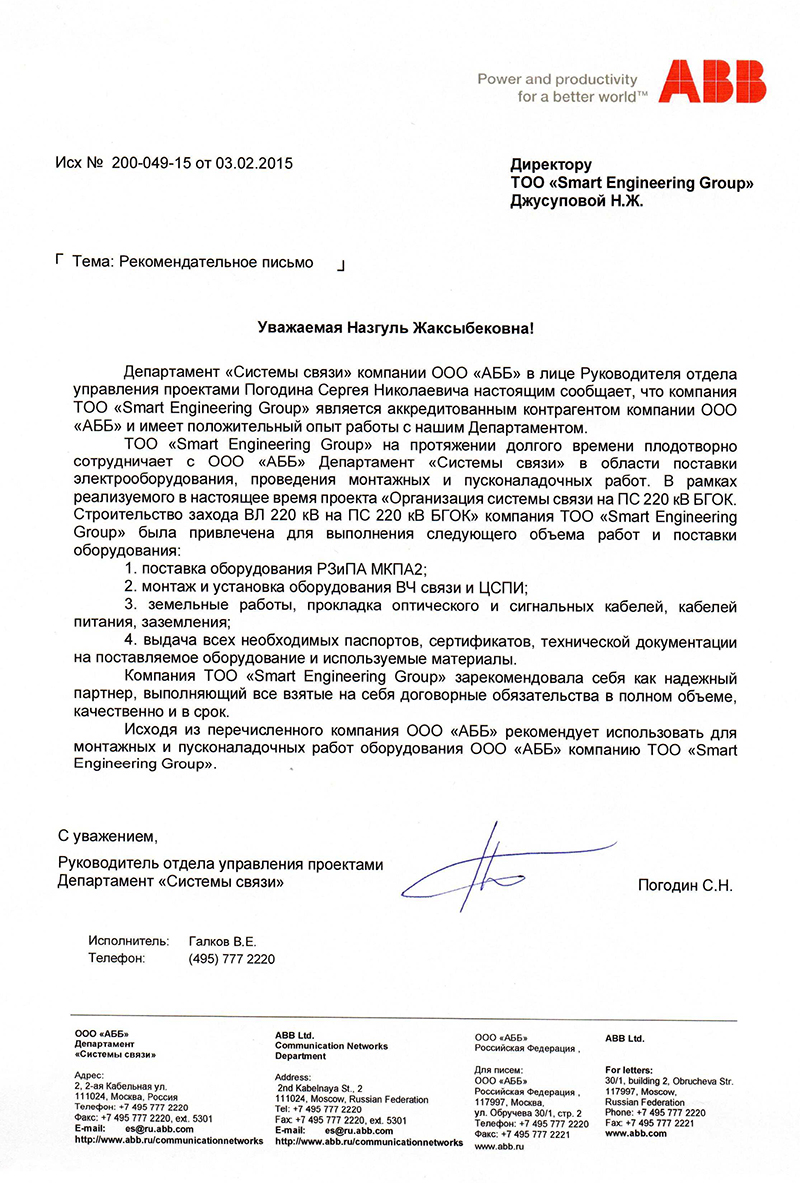 Power and productivity
for a better world™
ABB
Исх № 200-049-15 от 03.02.2015
Директору
ТОО «Smart Engineering Group»
Джусуповой Н.Ж.
Тема: Рекомендательное письмо
Уважаемая Назгуль Жаксыбековна!
Департамент «Системы связи» компании ООО «АББ» в лице Руководителя отдела
управления проектами Погодина Сергея Николаевича настоящим сообщает, что компания
ТОО «Smart Engineering Group» является аккредитованным контрагентом компании ООО
«АББ» и имеет положительный опыт работы с нашим Департаментом.
ТОО «Smart Engineering Group» на протяжении долгого времени плодотворно
сотрудничает с ООО «АББ» Департамент «Системы связи» в области поставки
электрооборудования, проведения монтажных и пусконаладочных работ. В рамках
реализуемого в настоящее время проекта «Организация системы связи на ПС 220 кВ БГОК.
Строительство захода ВЛ 220 кВ на ПС 220 кВ БГОК» компания ТОО «Smart Engineering
Group» была привлечена для выполнения следующего объема работ и поставки
оборудования:
1. поставка оборудования РЗиПА МКПА2;
2. монтаж и установка оборудования ВЧ связи и ЦСПИ;
3. земельные работы, прокладка оптического и сигнальных кабелей, кабелей
питания, заземления;
4. выдача всех необходимых паспортов, сертификатов, технической документации
на поставляемое оборудование и используемые материалы.
Компания ТОО «Smart Engineering Group» зарекомендовала себя как надежный
партнер, выполняющий все взятые на себя договорные обязательства в полном объеме,
качественно и в срок.
Исходя из перечисленного компания ООО «АББ» рекомендует использовать для
монтажных и пусконаладочных работ оборудования ООО «АББ» компанию ТОО «Smart
Engineering Group».
С уважением,
Руководитель отдела управления проектами
Департамент «Системы связи»
Погодин С.Н.
Исполнитель: Галков В.Е.
Телефон: (495) 777 2220
ООО «АББ»
Департамент
«Системы связи»
Адрес:
2, 2-ая Кабельная ул.
111024, Москва, Россия
Телефон: +7 495 777 2220
Факс: +7 495 777 2220, ext. 5301
E-mail: es@ru.abb.com
http://www.abb.ru/communicationnetworks
ABB Ltd.
Communication Networks
Department
Address:
2nd Kabelnaya St., 2
111024, Moscow, Russian Federation
Tel: +7 495 777 2220
Fax: +7 495 777 2220, ext. 5301
E-mail: es@ru.abb.com
http://www.abb.ru/communicationnetworks
ООО «АББ»
Российская Федерация ,
Для писем:
ООО «АББ»
Российская Федерация ,
117997, Москва,
ул. Обручева 30/1, стр. 2
Телефон: +7 495 777 2220
Факс: +7 495 777 2221
www.abb.ru
ABB Ltd.
For letters:
30/1, building 2, Obrucheva Str.
117997, Moscow,
Russian Federation
Phone: +7 495 777 2220
Fax: +7 495 777 2221
www.abb.com